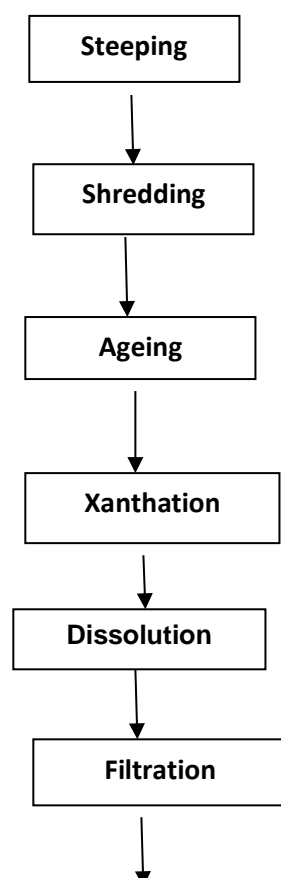 Steeping
Shredding
Ageing
Xanthation
Dissolution
Filtration